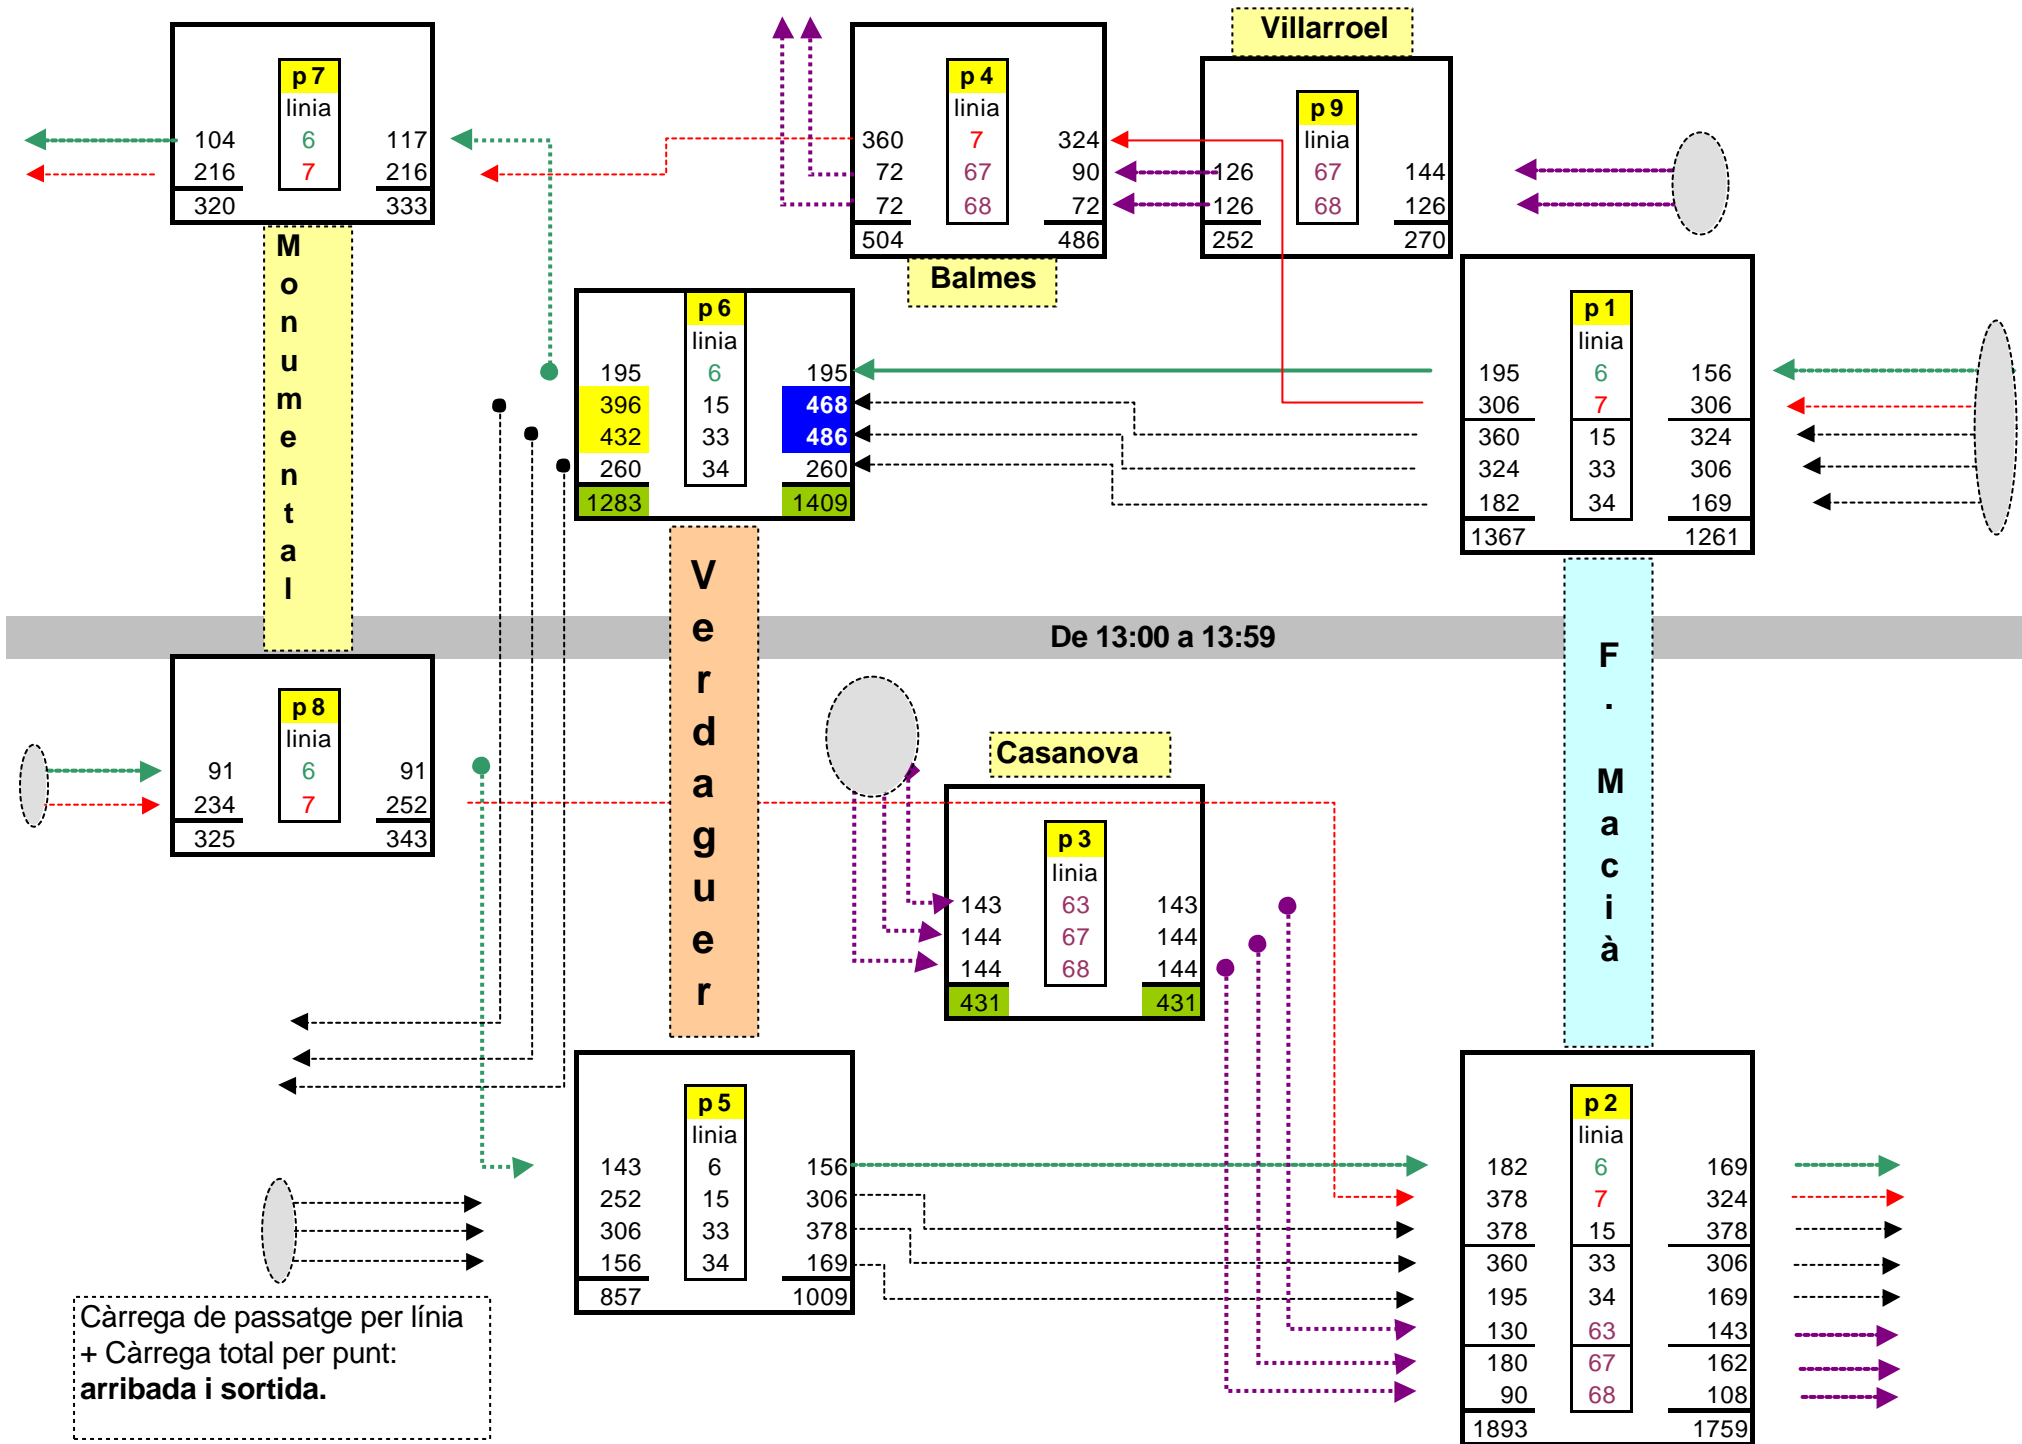 Villarroel
p 7
linia
104 6 117
216 7 216
320 333
p 4
linia
360 7 324
72 67 90
72 68 72
504 486
Balmes
p 9
linia
126 67 144
126 68 126
252 270
p 6
linia
195 6 195
396 15 468
432 33 486
260 34 260
1283 1409
p 1
linia
195 6 156
306 7 306
360 15 324
324 33 306
182 34 169
1367 1261
Monumental
Verdaguer
F. Macià
De 13:00 a 13:59
p 8
linia
91 6 91
234 7 252
325 343
Casanova
p 3
linia
143 63 143
144 67 144
144 68 144
431 431
p 5
linia
143 6 156
252 15 306
306 33 378
156 34 169
857 1009
p 2
linia
182 6 169
378 7 324
378 15 378
360 33 306
195 34 169
130 63 143
180 67 162
90 68 108
1893 1759
Càrrega de passatge per línia
+ Càrrega total per punt:
arribada i sortida.